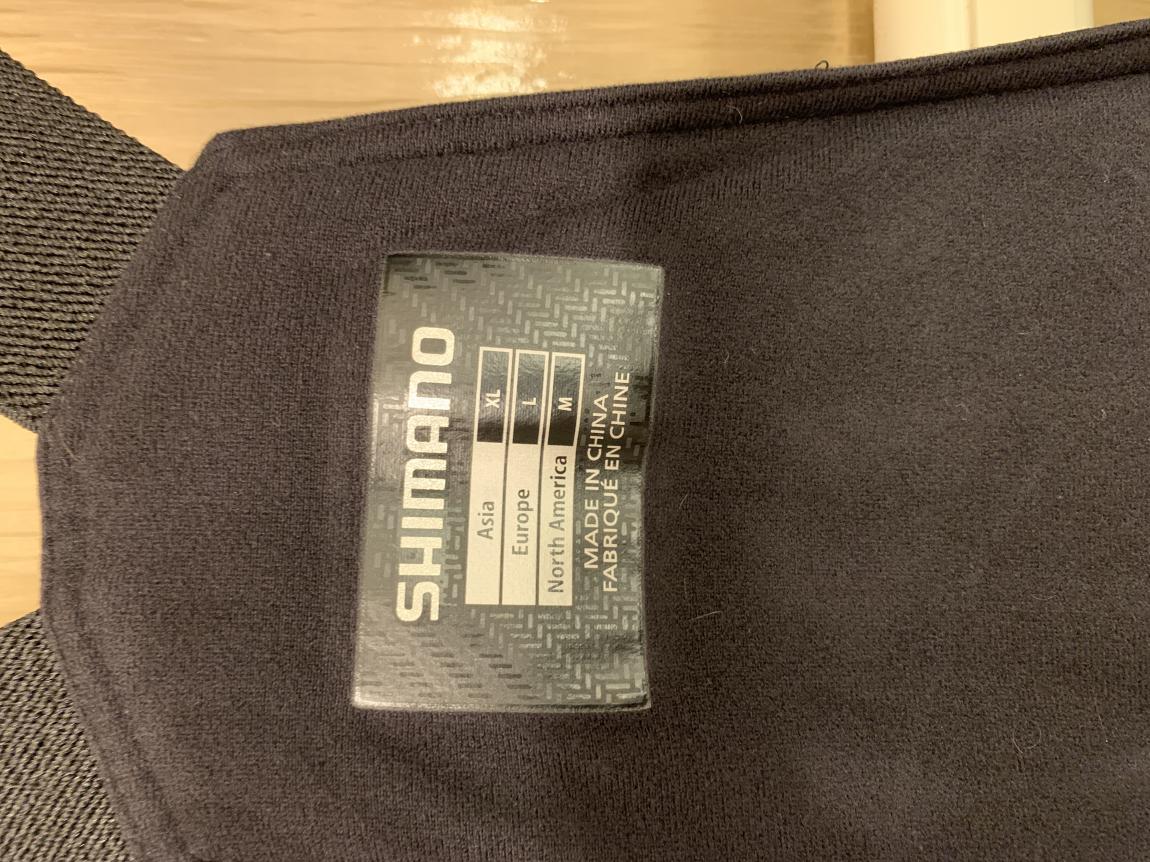 SHIMANO
Asia XL
Europe L
North America M
MADE IN CHINA
FABRIQUÉ EN CHINE